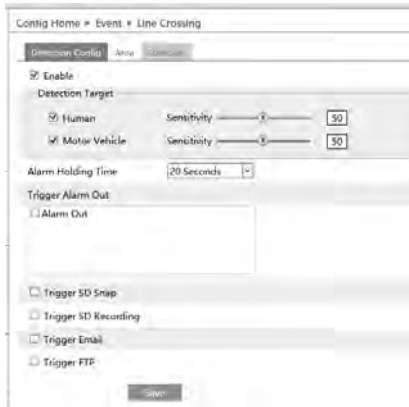 Config Home ▸ Event ▸ Line Crossing
Detection Config Area Schedule
Enable
Detection Target
Human Sensitivity 50
Motor Vehicle Sensitivity 50
Alarm Holding Time 20 Seconds
Trigger Alarm Out
Alarm Out
Trigger SD Snap
Trigger SD Recording
Trigger Email
Trigger FTP
Save